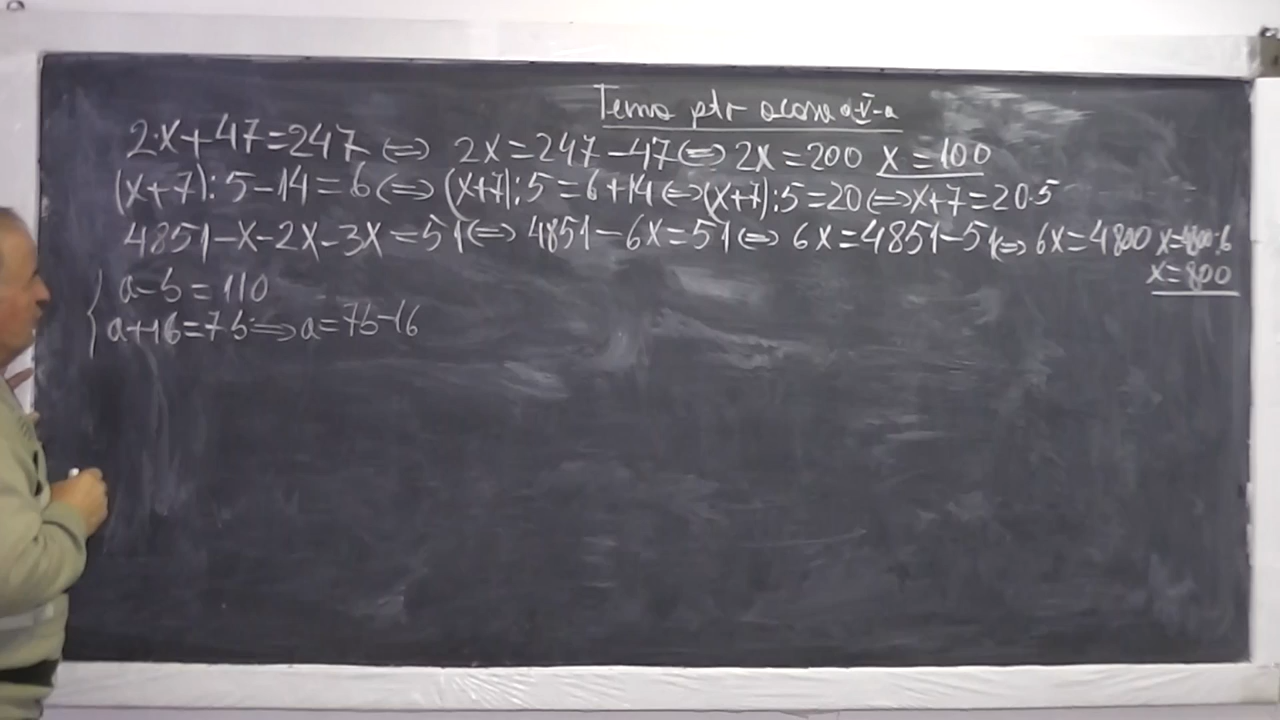 Tema ptr acasa a V-a
2·x+47=247 ⇔ 2x=247-47 ⇔ 2x=200 x=100
(x+7):5-14=6 ⇔ (x+7):5=6+14 ⇔ (x+7):5=20 ⇔ x+7=20·5
4851-x-2x-3x=51 ⇔ 4851-6x=51 ⇔ 6x=4851-51 ⇔ 6x=4800 x=4800:6
x=800
a-b=110
a+16=7b ⇒ a=7b-16